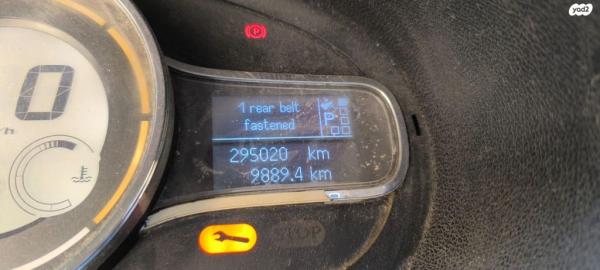 yad2
(P)
0
/h
1 rear belt
fastened
P
295020 km
9889.4 km
STOP